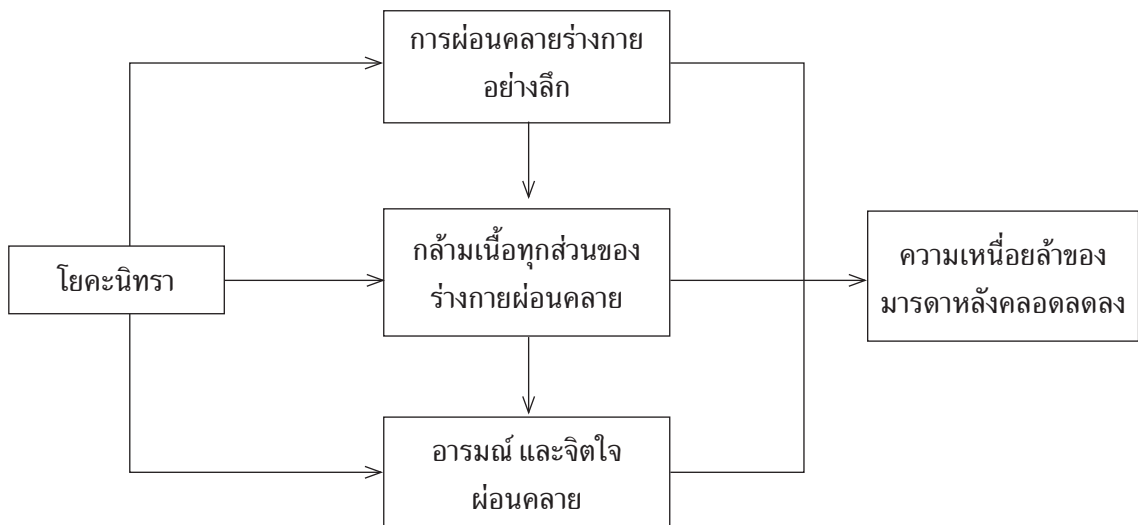 การผ่อนคลายร่างกาย
อย่างลึก
โยคะนิทรา
กล้ามเนื้อทุกส่วนของ
ร่างกายผ่อนคลาย
ความเหนื่อยล้าของ
มารดาหลังคลอดลดลง
อารมณ์ และจิตใจ
ผ่อนคลาย